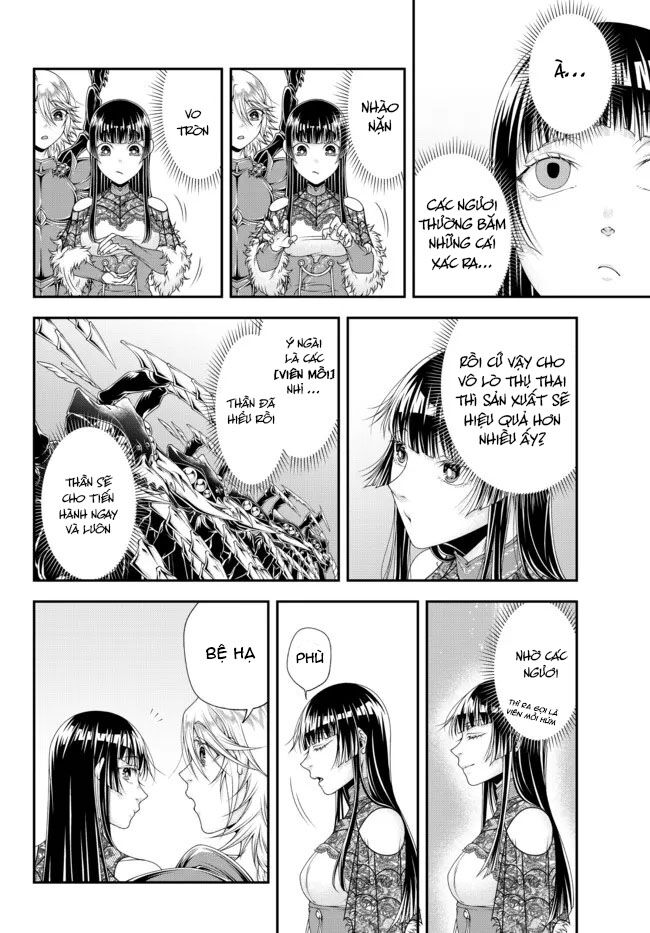 À...
CÁC NGƯƠI
THƯỜNG BĂM
NHỮNG CÁI
XÁC RA...
NHÀO
NẶN
VO
TRÒN
RỒI CỨ VẬY CHO
VÔ LÒ THỤ THAI
THÌ SẢN XUẤT SẼ
HIỆU QUẢ HƠN
NHIỀU ẤY?
Ý NGÀI
LÀ CÁC
[VIÊN MỒI]
NHỈ ...
THẦN ĐÃ
HIỂU RỒI
THẦN SẼ
CHO TIẾN
HÀNH NGAY
VÀ LUÔN
NHỜ CÁC
NGƯƠI
THÌ RA GỌI LÀ
VIÊN MỒI HỬM
PHÙ
BỆ HẠ